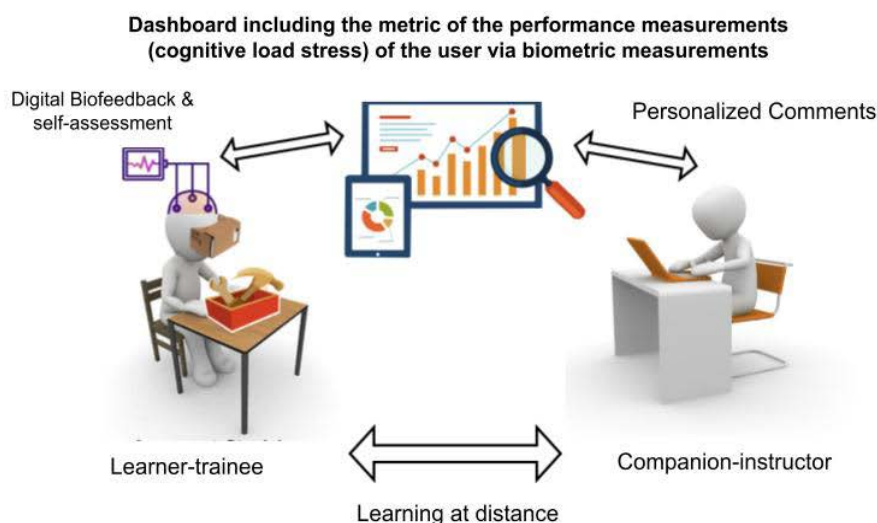 Dashboard including the metric of the performance measurements
(cognitive load stress) of the user via biometric measurements
Digital Biofeedback &
self-assessment
Personalized Comments
Learner-trainee
Companion-instructor
Learning at distance